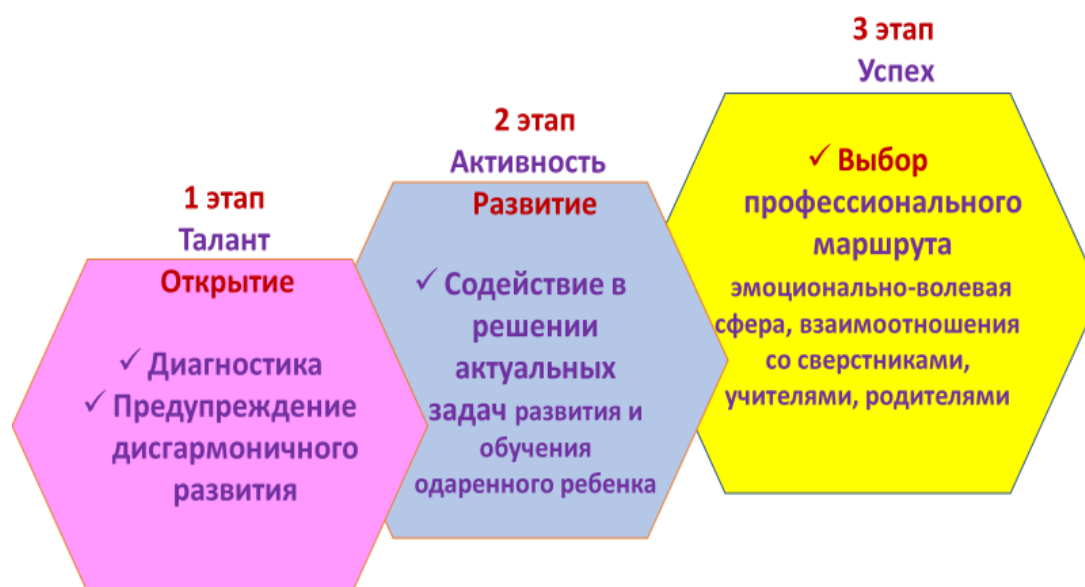 1 этап
Талант
Открытие
✓ Диагностика
✓ Предупреждение
дисгармоничного
развития
2 этап
Активность
Развитие
✓ Содействие в
решении
актуальных
задач развития и
обучения
одаренного ребенка
3 этап
Успех
✓ Выбор
профессионального
маршрута
эмоционально-волевая
сфера, взаимоотношения
со сверстниками,
учителями, родителями